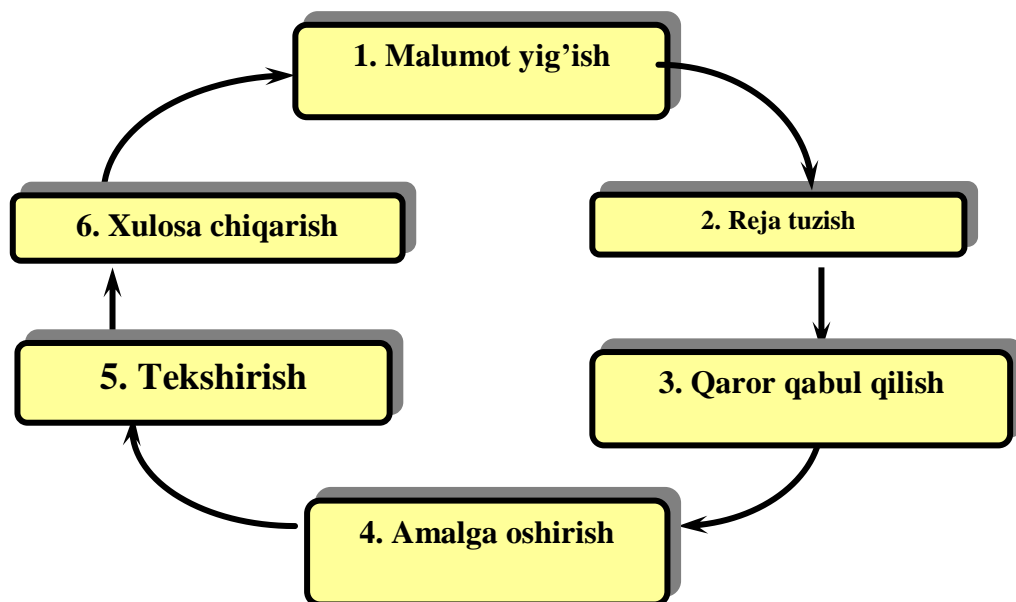 1. Malumot yig’ish
2. Reja tuzish
3. Qaror qabul qilish
4. Amalga oshirish
5. Tekshirish
6. Xulosa chiqarish